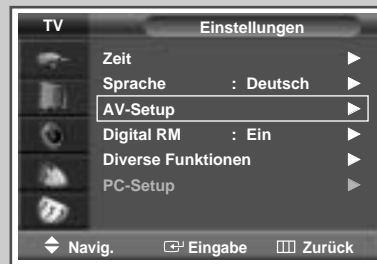 TV Einstellungen
Zeit
Sprache : Deutsch
AV-Setup
Digital RM : Ein
Diverse Funktionen
PC-Setup
Navig. Eingabe Zurück